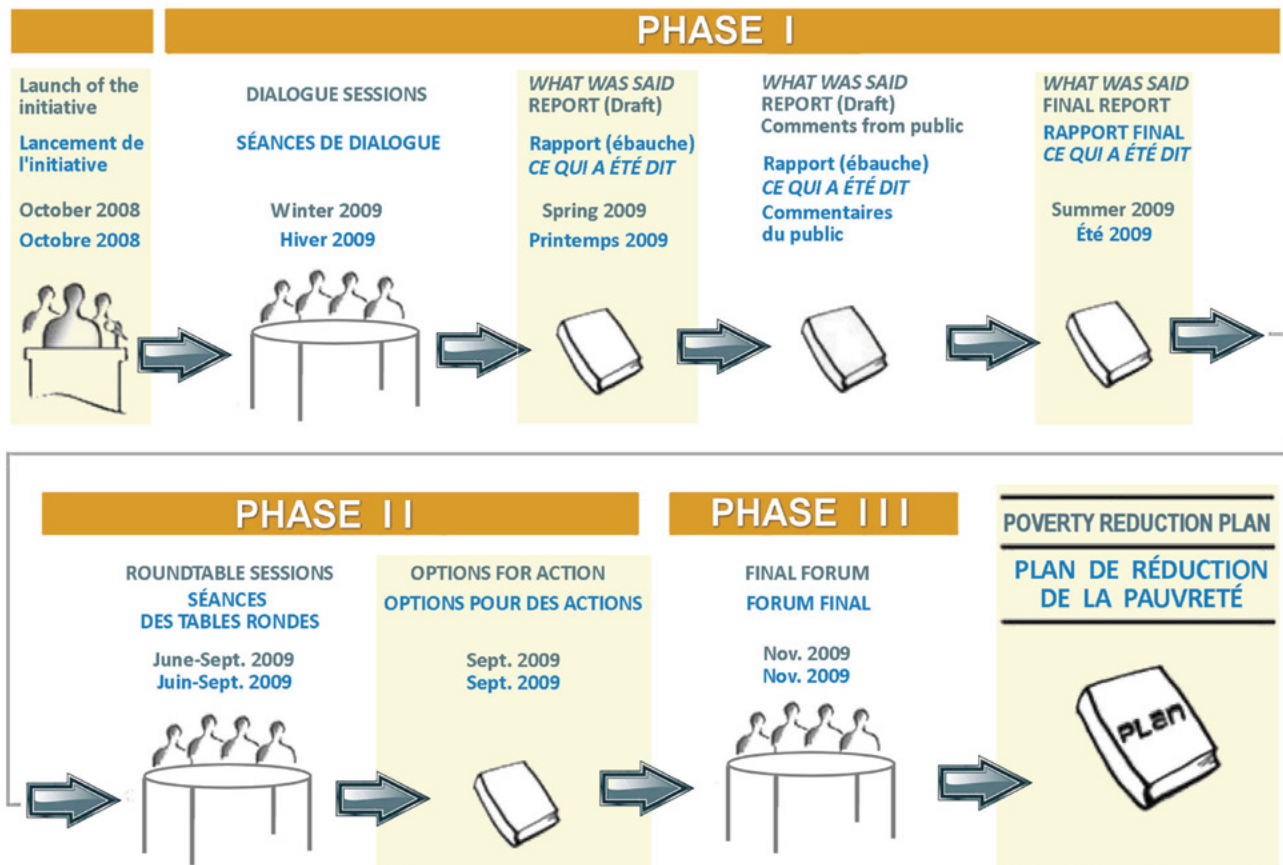 PHASE I
Launch of the
initiative
Lancement de
l'initiative
October 2008
Octobre 2008
DIALOGUE SESSIONS
SÉANCES DE DIALOGUE
Winter 2009
Hiver 2009
WHAT WAS SAID
REPORT (Draft)
Rapport (ébauche)
CE QUI A ÉTÉ DIT
Spring 2009
Printemps 2009
WHAT WAS SAID
REPORT (Draft)
Comments from public
Rapport (ébauche)
CE QUI A ÉTÉ DIT
Commentaires
du public
WHAT WAS SAID
FINAL REPORT
RAPPORT FINAL
CE QUI A ÉTÉ DIT
Summer 2009
Été 2009
PHASE II
ROUNDTABLE SESSIONS
SÉANCES
DES TABLES RONDES
June-Sept. 2009
Juin-Sept. 2009
OPTIONS FOR ACTION
OPTIONS POUR DES ACTIONS
Sept. 2009
Sept. 2009
PHASE III
FINAL FORUM
FORUM FINAL
Nov. 2009
Nov. 2009
POVERTY REDUCTION PLAN
PLAN DE RÉDUCTION
DE LA PAUVRETÉ
PLAN